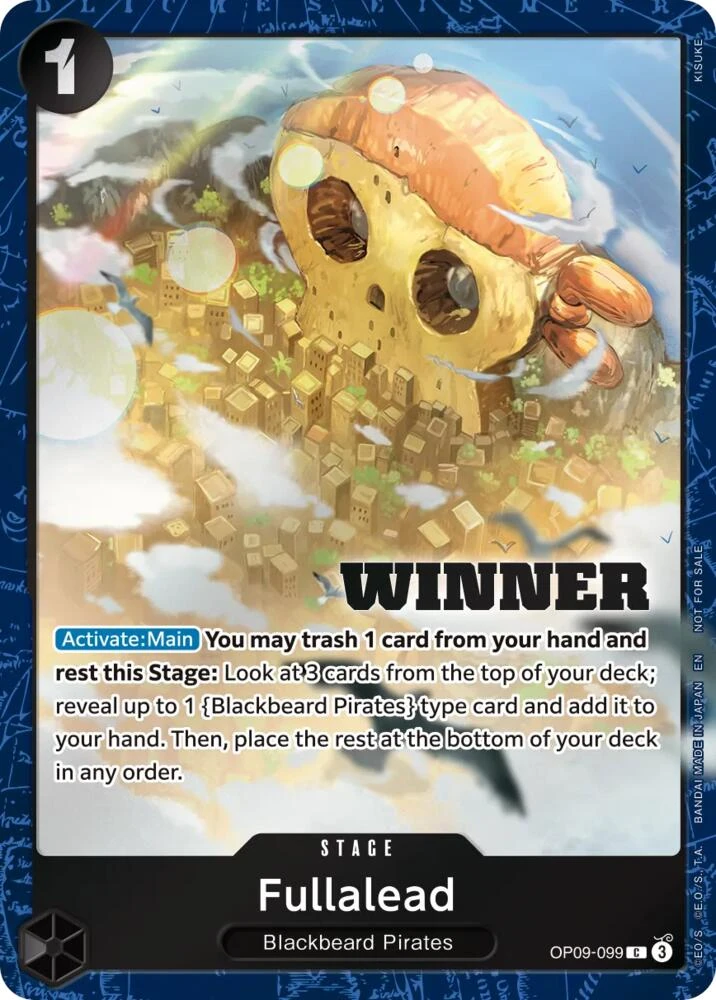 1
KISUKE
WINNER
Activate:Main You may trash 1 card from your hand and
rest this Stage: Look at 3 cards from the top of your deck;
reveal up to 1 {Blackbeard Pirates} type card and add it to
your hand. Then, place the rest at the bottom of your deck
in any order.
©E.O./S. ©E.O./S., T.A. BANDAI MADE IN JAPAN EN NOT FOR SALE
STAGE
Fullalead
Blackbeard Pirates
OP09-099 C 3